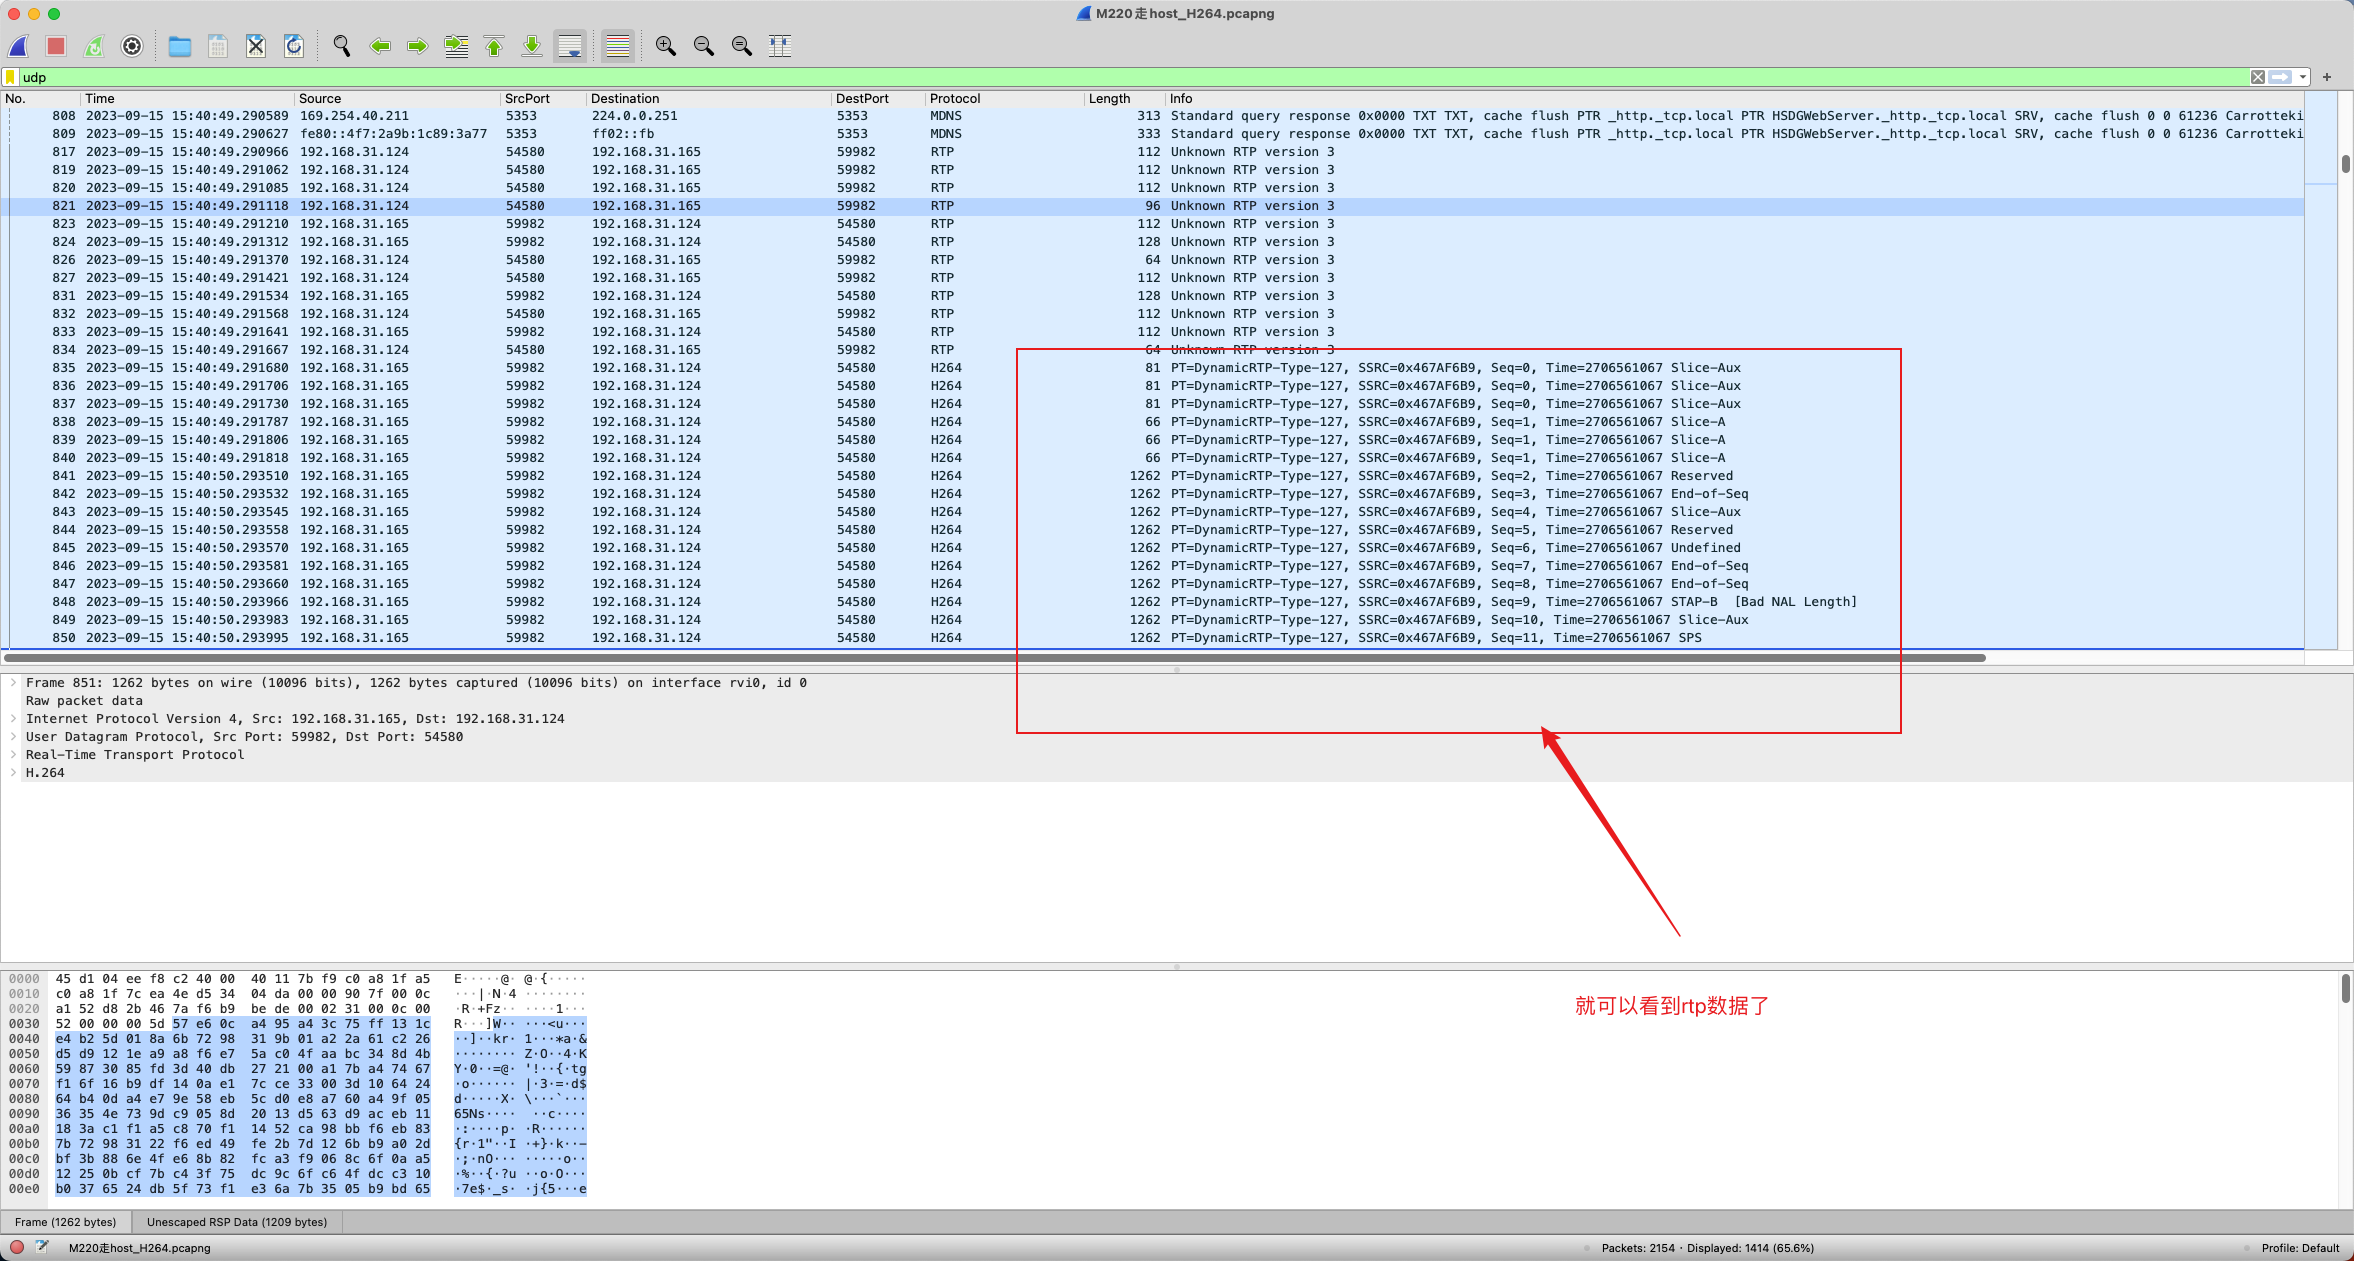 M220走host_H264.pcapng
udp
No. Time Source SrcPort Destination DestPort Protocol Length Info
808 2023-09-15 15:40:49.290589 169.254.40.211 5353 224.0.0.251 5353 MDNS 313 Standard query response 0x0000 TXT TXT, cache flush PTR _http._tcp.local PTR HSDGWebServer._http._tcp.local SRV, cache flush 0 0 61236 Carrotteki
809 2023-09-15 15:40:49.290627 fe80::4f7:2a9b:1c89:3a77 5353 ff02::fb 5353 MDNS 333 Standard query response 0x0000 TXT TXT, cache flush PTR _http._tcp.local PTR HSDGWebServer._http._tcp.local SRV, cache flush 0 0 61236 Carrotteki
817 2023-09-15 15:40:49.290966 192.168.31.124 54580 192.168.31.165 59982 RTP 112 Unknown RTP version 3
819 2023-09-15 15:40:49.291062 192.168.31.124 54580 192.168.31.165 59982 RTP 112 Unknown RTP version 3
820 2023-09-15 15:40:49.291085 192.168.31.124 54580 192.168.31.165 59982 RTP 112 Unknown RTP version 3
821 2023-09-15 15:40:49.291118 192.168.31.124 54580 192.168.31.165 59982 RTP 96 Unknown RTP version 3
823 2023-09-15 15:40:49.291210 192.168.31.165 59982 192.168.31.124 54580 RTP 112 Unknown RTP version 3
824 2023-09-15 15:40:49.291312 192.168.31.165 59982 192.168.31.124 54580 RTP 128 Unknown RTP version 3
826 2023-09-15 15:40:49.291370 192.168.31.124 54580 192.168.31.165 59982 RTP 64 Unknown RTP version 3
827 2023-09-15 15:40:49.291421 192.168.31.124 54580 192.168.31.165 59982 RTP 112 Unknown RTP version 3
831 2023-09-15 15:40:49.291534 192.168.31.165 59982 192.168.31.124 54580 RTP 128 Unknown RTP version 3
832 2023-09-15 15:40:49.291568 192.168.31.124 54580 192.168.31.165 59982 RTP 112 Unknown RTP version 3
833 2023-09-15 15:40:49.291641 192.168.31.165 59982 192.168.31.124 54580 RTP 112 Unknown RTP version 3
834 2023-09-15 15:40:49.291667 192.168.31.124 54580 192.168.31.165 59982 RTP 64 Unknown RTP version 3
835 2023-09-15 15:40:49.291680 192.168.31.165 59982 192.168.31.124 54580 H264 81 PT=DynamicRTP-Type-127, SSRC=0x467AF6B9, Seq=0, Time=2706561067 Slice-Aux
836 2023-09-15 15:40:49.291706 192.168.31.165 59982 192.168.31.124 54580 H264 81 PT=DynamicRTP-Type-127, SSRC=0x467AF6B9, Seq=0, Time=2706561067 Slice-Aux
837 2023-09-15 15:40:49.291730 192.168.31.165 59982 192.168.31.124 54580 H264 81 PT=DynamicRTP-Type-127, SSRC=0x467AF6B9, Seq=0, Time=2706561067 Slice-Aux
838 2023-09-15 15:40:49.291787 192.168.31.165 59982 192.168.31.124 54580 H264 66 PT=DynamicRTP-Type-127, SSRC=0x467AF6B9, Seq=1, Time=2706561067 Slice-A
839 2023-09-15 15:40:49.291806 192.168.31.165 59982 192.168.31.124 54580 H264 66 PT=DynamicRTP-Type-127, SSRC=0x467AF6B9, Seq=1, Time=2706561067 Slice-A
840 2023-09-15 15:40:49.291818 192.168.31.165 59982 192.168.31.124 54580 H264 66 PT=DynamicRTP-Type-127, SSRC=0x467AF6B9, Seq=1, Time=2706561067 Slice-A
841 2023-09-15 15:40:50.293510 192.168.31.165 59982 192.168.31.124 54580 H264 1262 PT=DynamicRTP-Type-127, SSRC=0x467AF6B9, Seq=2, Time=2706561067 Reserved
842 2023-09-15 15:40:50.293532 192.168.31.165 59982 192.168.31.124 54580 H264 1262 PT=DynamicRTP-Type-127, SSRC=0x467AF6B9, Seq=3, Time=2706561067 End-of-Seq
843 2023-09-15 15:40:50.293545 192.168.31.165 59982 192.168.31.124 54580 H264 1262 PT=DynamicRTP-Type-127, SSRC=0x467AF6B9, Seq=4, Time=2706561067 Slice-Aux
844 2023-09-15 15:40:50.293558 192.168.31.165 59982 192.168.31.124 54580 H264 1262 PT=DynamicRTP-Type-127, SSRC=0x467AF6B9, Seq=5, Time=2706561067 Reserved
845 2023-09-15 15:40:50.293570 192.168.31.165 59982 192.168.31.124 54580 H264 1262 PT=DynamicRTP-Type-127, SSRC=0x467AF6B9, Seq=6, Time=2706561067 Undefined
846 2023-09-15 15:40:50.293581 192.168.31.165 59982 192.168.31.124 54580 H264 1262 PT=DynamicRTP-Type-127, SSRC=0x467AF6B9, Seq=7, Time=2706561067 End-of-Seq
847 2023-09-15 15:40:50.293660 192.168.31.165 59982 192.168.31.124 54580 H264 1262 PT=DynamicRTP-Type-127, SSRC=0x467AF6B9, Seq=8, Time=2706561067 End-of-Seq
848 2023-09-15 15:40:50.293966 192.168.31.165 59982 192.168.31.124 54580 H264 1262 PT=DynamicRTP-Type-127, SSRC=0x467AF6B9, Seq=9, Time=2706561067 STAP-B [Bad NAL Length]
849 2023-09-15 15:40:50.293983 192.168.31.165 59982 192.168.31.124 54580 H264 1262 PT=DynamicRTP-Type-127, SSRC=0x467AF6B9, Seq=10, Time=2706561067 Slice-Aux
850 2023-09-15 15:40:50.293995 192.168.31.165 59982 192.168.31.124 54580 H264 1262 PT=DynamicRTP-Type-127, SSRC=0x467AF6B9, Seq=11, Time=2706561067 SPS
Frame 851: 1262 bytes on wire (10096 bits), 1262 bytes captured (10096 bits) on interface rvi0, id 0
Raw packet data
Internet Protocol Version 4, Src: 192.168.31.165, Dst: 192.168.31.124
User Datagram Protocol, Src Port: 59982, Dst Port: 54580
Real-Time Transport Protocol
H.264
0000 45 d1 04 ee f8 c2 40 00 40 11 7b f9 c0 a8 1f a5 E·····@·@·{·····
0010 c0 a8 1f 7c ea 4e d5 34 04 da 00 00 90 7f 00 0c ···|·N·4········
0020 a1 52 d8 2b 46 7a f6 b9 be de 00 02 31 00 0c 00 ·R·+Fz······1···
0030 52 00 00 00 5d 57 e6 0c a4 95 a4 3c 75 ff 13 1c R···]W·····<u···
0040 e4 b2 5d 01 8a 6b 72 98 31 9b 01 a2 2a 61 c2 26 ··]··kr·1···*a·&
0050 d5 d9 12 1e a9 a8 f6 e7 5a c0 4f aa bc 34 8d 4b ········Z·O··4·K
0060 59 87 30 85 fd 3d 40 db 27 21 00 a1 7b a4 74 67 Y·0··=@·'!··{·tg
0070 f1 6f 16 b9 df 14 0a e1 7c ce 33 00 3d 10 64 24 ·o······|·3·=·d$
0080 64 b4 0d a4 e7 9e 58 eb 5c d0 e8 a7 60 a4 9f 05 d·····X·\···`···
0090 36 35 4e 73 9d c9 05 8d 20 13 d5 63 d9 ac eb 11 65Ns···· ··c····
00a0 18 3a c1 f1 a5 c8 70 f1 14 52 ca 98 bb f6 eb 83 ·:····p··R······
00b0 7b 72 98 31 22 f6 ed 49 fe 2b 7d 12 6b b9 a0 2d {r·1"··I·+}·k··-
00c0 bf 3b 88 6e 4f e6 8b 82 fc a3 f9 06 8c 6f 0a a5 ·;·nO········o··
00d0 12 25 0b cf 7b c4 3f 75 dc 9c 6f c6 4f dc c3 10 ·%··{·?u··o·O···
00e0 b0 37 65 24 db 5f 73 f1 e3 6a 7b 35 05 b9 bd 65 ·7e$·_s··j{5···e
就可以看到rtp数据了
Frame (1262 bytes) Unescaped RSP Data (1209 bytes)
M220走host_H264.pcapng Packets: 2154 · Displayed: 1414 (65.6%) Profile: Default